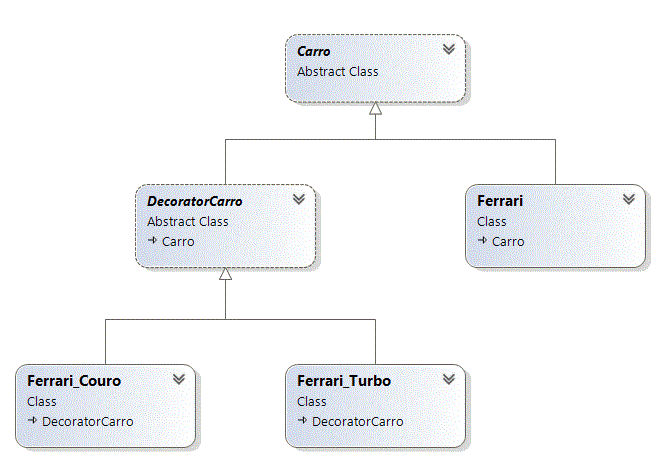 Carro
Abstract Class
DecoratorCarro
Abstract Class
Carro
Ferrari
Class
Carro
Ferrari_Couro
Class
DecoratorCarro
Ferrari_Turbo
Class
DecoratorCarro